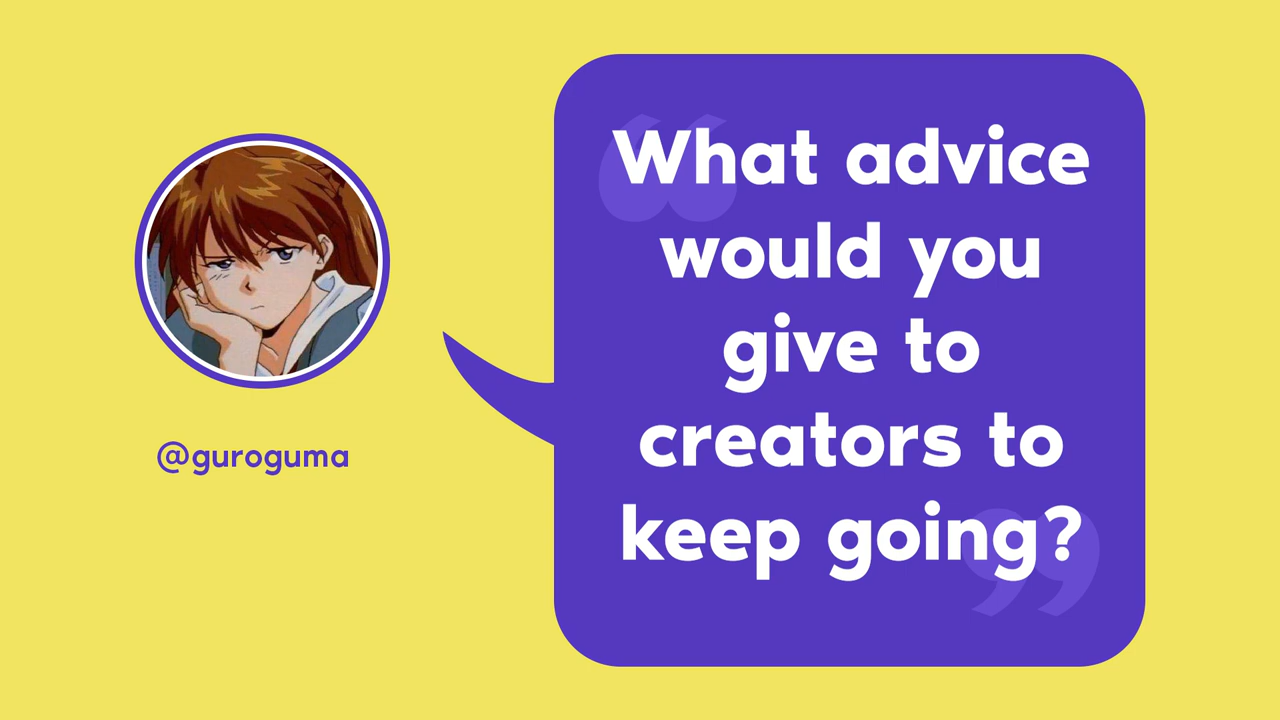 What advice
would you
give to
creators to
keep going?
@guroguma